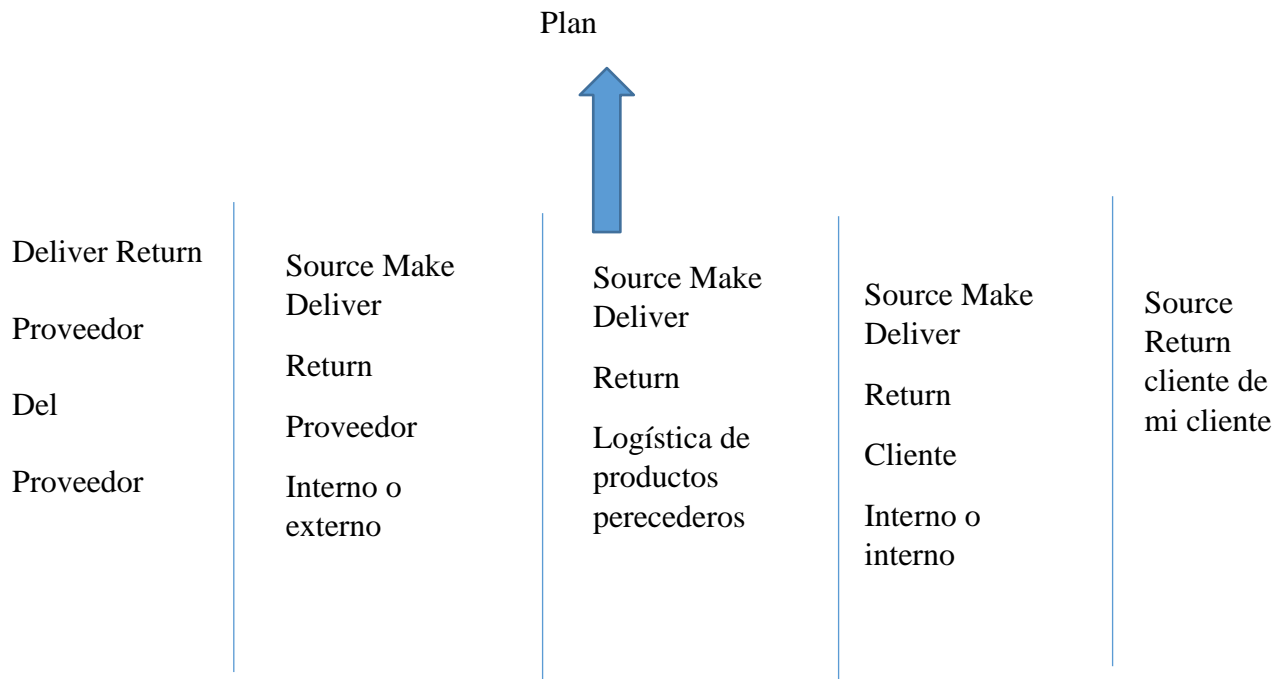 Plan
Deliver Return
Proveedor
Del
Proveedor
Source Make
Deliver
Return
Proveedor
Interno o
externo
Source Make
Deliver
Return
Logística de
productos
perecederos
Source Make
Deliver
Return
Cliente
Interno o
interno
Source
Return
cliente de
mi cliente